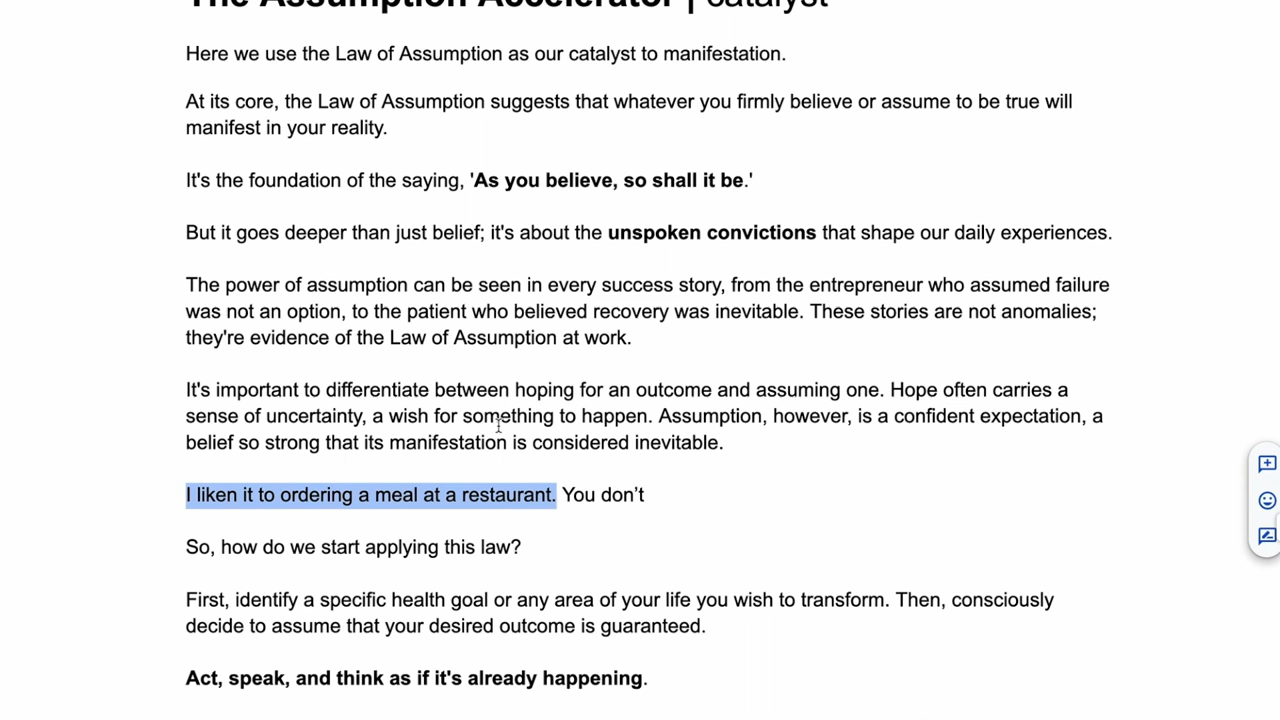 The Assumption Accelerator | catalyst
Here we use the Law of Assumption as our catalyst to manifestation.
At its core, the Law of Assumption suggests that whatever you firmly believe or assume to be true will
manifest in your reality.
It's the foundation of the saying, 'As you believe, so shall it be.'
But it goes deeper than just belief; it's about the unspoken convictions that shape our daily experiences.
The power of assumption can be seen in every success story, from the entrepreneur who assumed failure
was not an option, to the patient who believed recovery was inevitable. These stories are not anomalies;
they're evidence of the Law of Assumption at work.
It's important to differentiate between hoping for an outcome and assuming one. Hope often carries a
sense of uncertainty, a wish for something to happen. Assumption, however, is a confident expectation, a
belief so strong that its manifestation is considered inevitable.
I liken it to ordering a meal at a restaurant. You don’t
So, how do we start applying this law?
First, identify a specific health goal or any area of your life you wish to transform. Then, consciously
decide to assume that your desired outcome is guaranteed.
Act, speak, and think as if it's already happening.